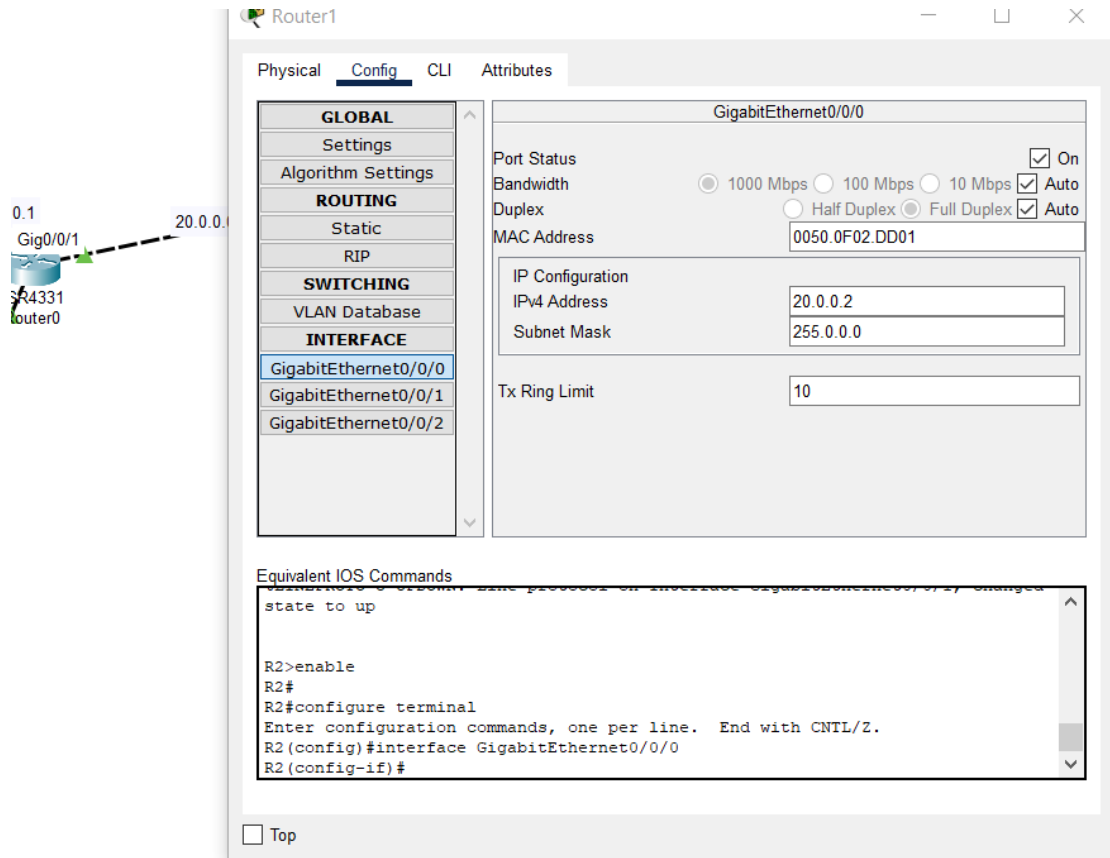 Router1
Physical Config CLI Attributes
0.1
Gig0/0/1
20.0.0.
SR4331
Router0
GLOBAL
Settings
Algorithm Settings
ROUTING
Static
RIP
SWITCHING
VLAN Database
INTERFACE
GigabitEthernet0/0/0
GigabitEthernet0/0/1
GigabitEthernet0/0/2
GigabitEthernet0/0/0
Port Status On
Bandwidth 1000 Mbps 100 Mbps 10 Mbps Auto
Duplex Half Duplex Full Duplex Auto
MAC Address 0050.0F02.DD01
IP Configuration
IPv4 Address 20.0.0.2
Subnet Mask 255.0.0.0
Tx Ring Limit 10
Equivalent IOS Commands
state to up
R2>enable
R2#
R2#configure terminal
Enter configuration commands, one per line. End with CNTL/Z.
R2(config)#interface GigabitEthernet0/0/0
R2(config-if)#
Top